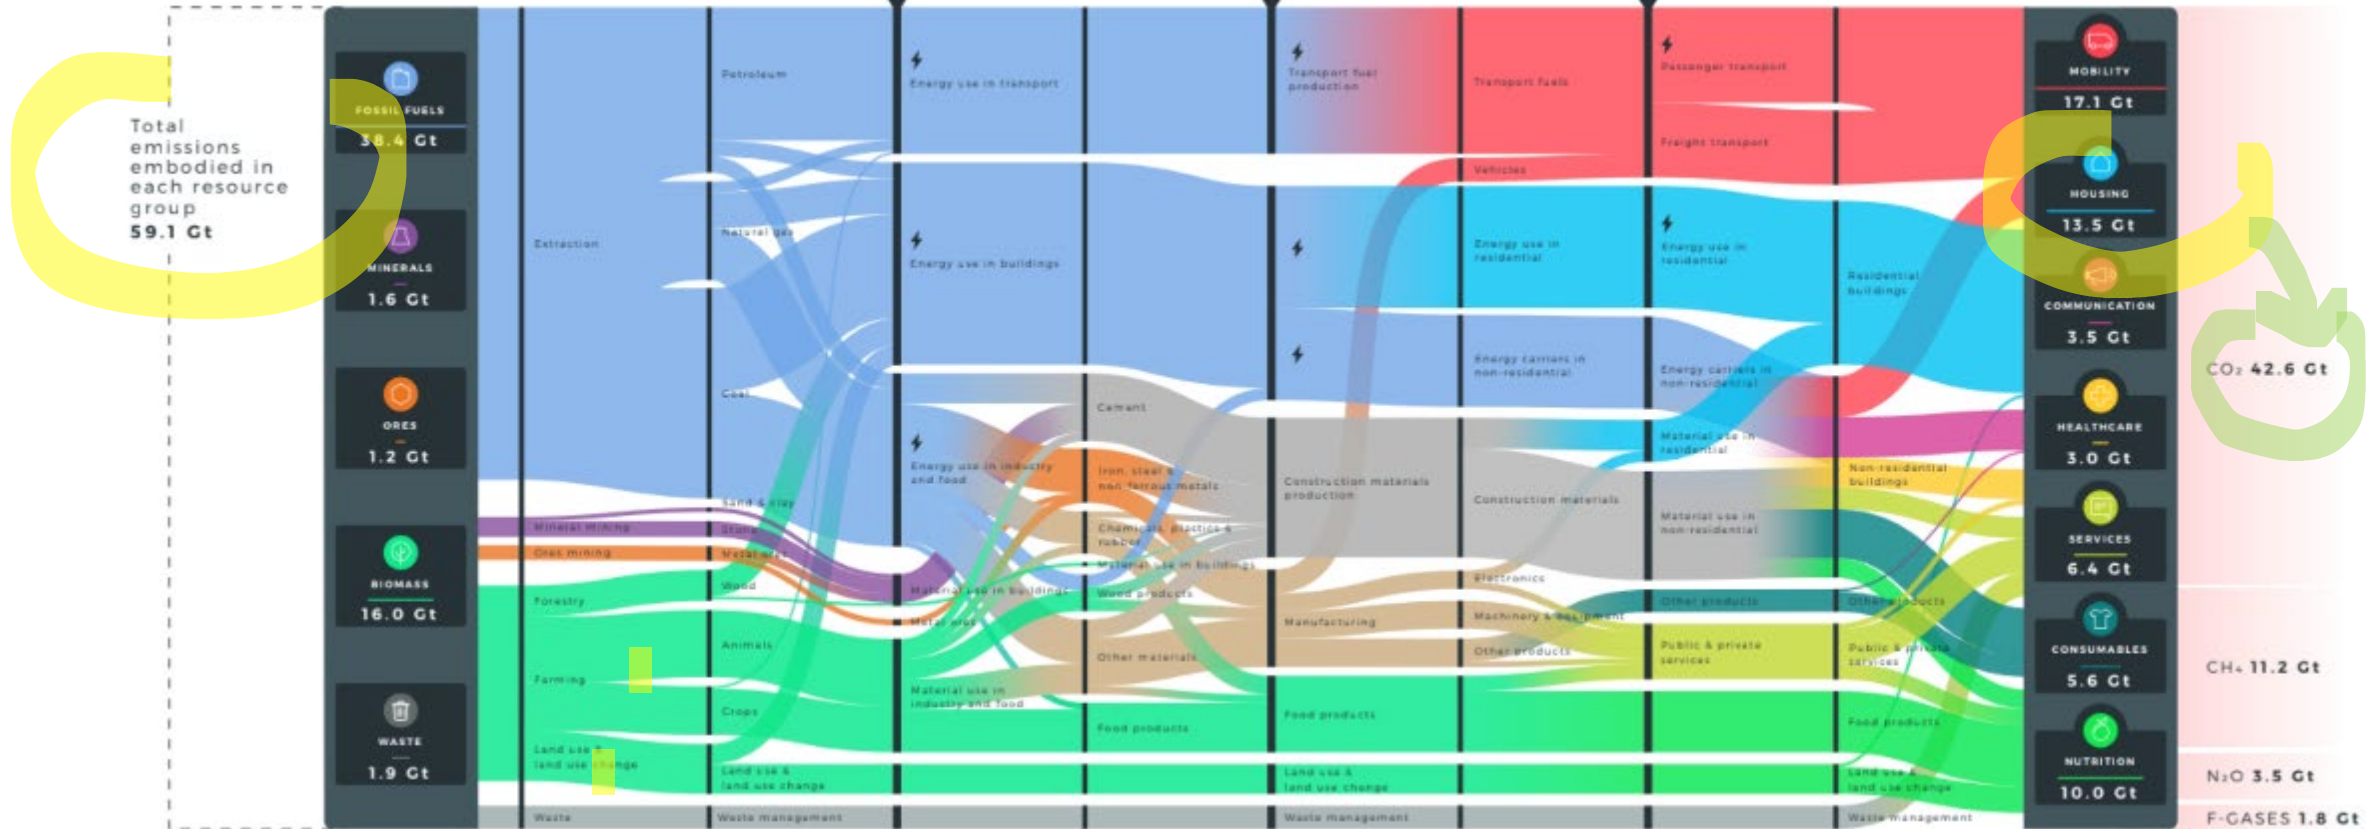 Total
emissions
embodied in
each resource
group
59.1 Gt
FOSSIL FUELS
38.4 Gt
MINERALS
1.6 Gt
ORES
1.2 Gt
BIOMASS
16.0 Gt
WASTE
1.9 Gt
Extraction
Mineral mining
Ores mining
Forestry
Farming
Land use &
land use change
Waste
Petroleum
Natural gas
Coal
Sand & clay
Stone
Metal ores
Wood
Animals
Crops
Land use &
land use change
Waste management
Energy use in transport
Energy use in buildings
Energy use in industry
and food
Material use in buildings
Metal ores
Material use in
industry and food
Cement
Iron, steel &
non ferrous metals
Chemicals, plastics &
rubber
Material use in buildings
Wood products
Other materials
Food products
Transport fuel
production
Construction materials
production
Manufacturing
Food products
Land use &
land use change
Waste management
Transport fuels
Vehicles
Energy use in
residential
Energy carriers in
non-residential
Construction materials
Electronics
Machinery & equipment
Other products
Passenger transport
Freight transport
Energy use in
residential
Energy carriers in
non-residential
Material use in
residential
Material use in
non-residential
Other products
Public & private
services
Residential
buildings
Non-residential
buildings
Other products
Public & private
services
Food products
Land use &
land use change
Waste management
MOBILITY
17.1 Gt
HOUSING
13.5 Gt
COMMUNICATION
3.5 Gt
HEALTHCARE
3.0 Gt
SERVICES
6.4 Gt
CONSUMABLES
5.6 Gt
NUTRITION
10.0 Gt
CO₂ 42.6 Gt
CH₄ 11.2 Gt
N₂O 3.5 Gt
F-GASES 1.8 Gt